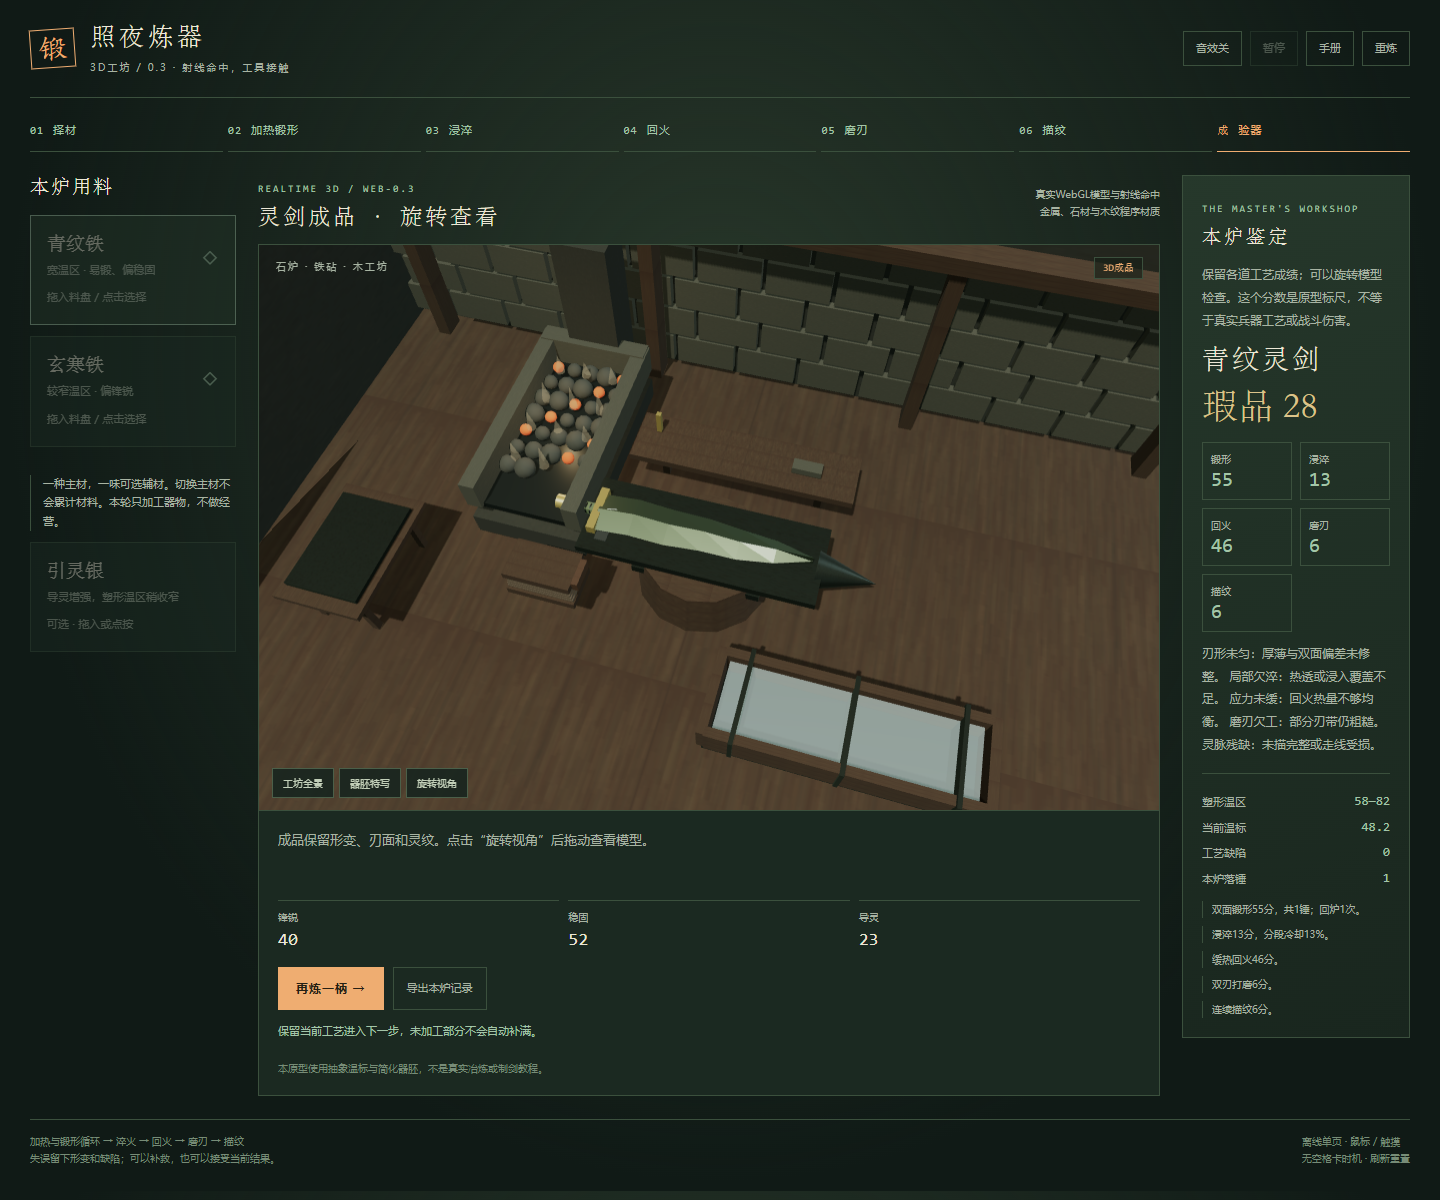 锻
照夜炼器
3D工坊 / 0.3 · 射线命中，工具接触
音效关
暂停
手册
重炼
01 择材
02 加热锻形
03 浸淬
04 回火
05 磨刃
06 描纹
成 验器
本炉用料
青纹铁
宽温区 · 易锻、偏稳固
拖入料盘 / 点击选择
玄寒铁
较窄温区 · 偏锋锐
拖入料盘 / 点击选择
一种主材，一味可选辅材。切换主材不
会累计材料。本轮只加工器物，不做经
营。
引灵银
导灵增强，塑形温区稍收窄
可选 · 拖入或点按
REALTIME 3D / WEB-0.3
灵剑成品 · 旋转查看
真实WebGL模型与射线命中
金属、石材与木纹程序材质
石炉 · 铁砧 · 木工坊
3D成品
工坊全景
器胚特写
旋转视角
成品保留形变、刃面和灵纹。点击“旋转视角”后拖动查看模型。
锋锐
40
稳固
52
导灵
23
再炼一柄 →
导出本炉记录
保留当前工艺进入下一步，未加工部分不会自动补满。
本原型使用抽象温标与简化器胚，不是真实冶炼或制剑教程。
THE MASTER'S WORKSHOP
本炉鉴定
保留各道工艺成绩；可以旋转模型
检查。这个分数是原型标尺，不等
于真实兵器工艺或战斗伤害。
青纹灵剑
瑕品 28
锻形
55
浸淬
13
回火
46
磨刃
6
描纹
6
刃形未匀：厚薄与双面偏差未修
整。 局部欠淬：热透或浸入覆盖不
足。 应力未缓：回火热量不够均
衡。 磨刃欠工：部分刃带仍粗糙。
灵脉残缺：未描完整或走线受损。
塑形温区 58–82
当前温标 48.2
工艺缺陷 0
本炉落锤 1
双面锻形55分，共1锤；回炉1次。
浸淬13分，分段冷却13%。
缓热回火46分。
双刃打磨6分。
连续描纹6分。
加热与锻形循环 → 淬火 → 回火 → 磨刃 → 描纹
失误留下形变和缺陷；可以补救，也可以接受当前结果。
离线单页 · 鼠标 / 触摸
无空格卡时机 · 刷新重置